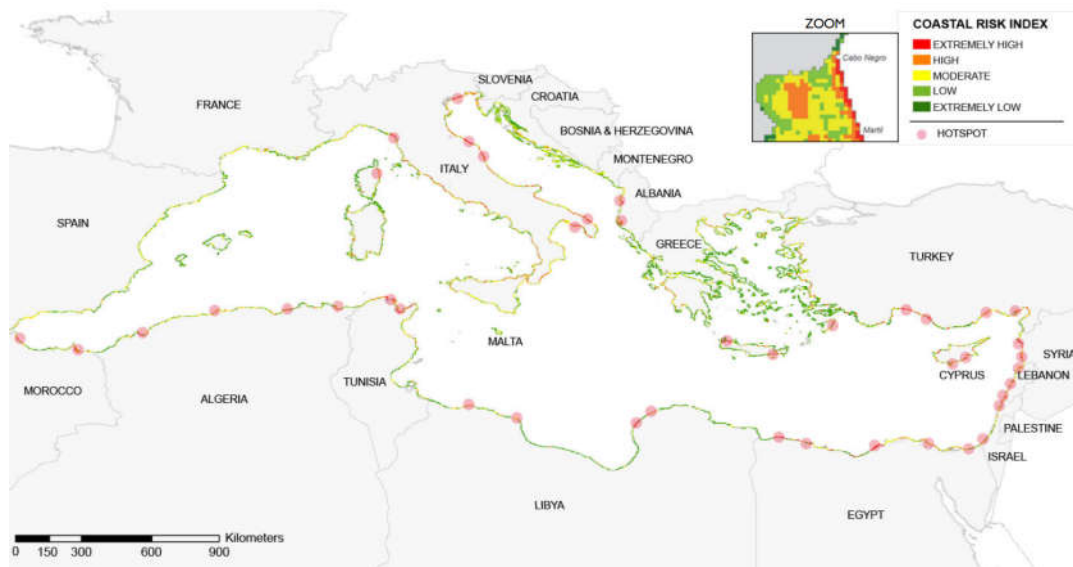 ZOOM
Cabo Negro
Martil
COASTAL RISK INDEX
EXTREMELY HIGH
HIGH
MODERATE
LOW
EXTREMELY LOW
HOTSPOT
SLOVENIA
CROATIA
FRANCE
BOSNIA & HERZEGOVINA
ITALY
MONTENEGRO
ALBANIA
SPAIN
GREECE
TURKEY
MALTA
SYRIA
CYPRUS
LEBANON
TUNISIA
MOROCCO
ALGERIA
PALESTINE
ISRAEL
LIBYA
EGYPT
Kilometers
0 150 300 600 900